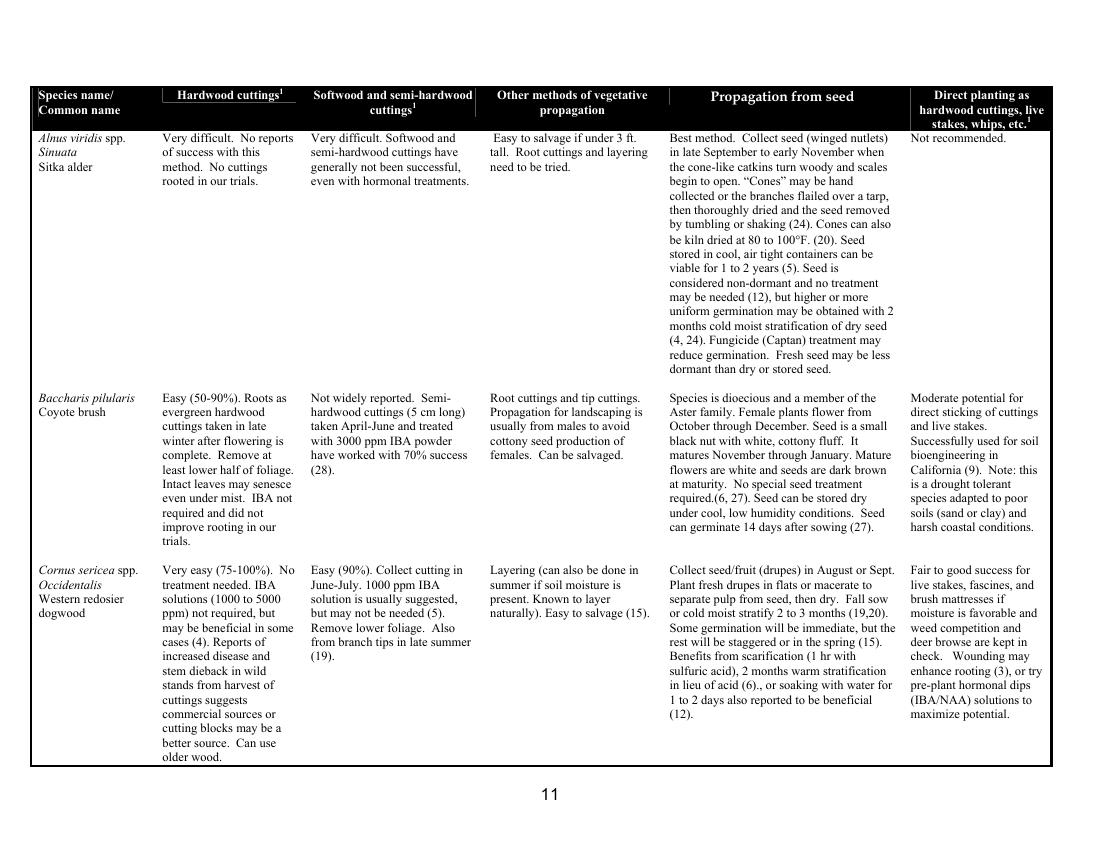 Species name/
Common name
Hardwood cuttings1
Softwood and semi-hardwood
cuttings1
Other methods of vegetative
propagation
Propagation from seed
Direct planting as
hardwood cuttings, live
stakes, whips, etc.1
Alnus viridis spp.
Sinuata
Sitka alder
Very difficult. No reports
of success with this
method. No cuttings
rooted in our trials.
Very difficult. Softwood and
semi-hardwood cuttings have
generally not been successful,
even with hormonal treatments.
Easy to salvage if under 3 ft.
tall. Root cuttings and layering
need to be tried.
Best method. Collect seed (winged nutlets)
in late September to early November when
the cone-like catkins turn woody and scales
begin to open. “Cones” may be hand
collected or the branches flailed over a tarp,
then thoroughly dried and the seed removed
by tumbling or shaking (24). Cones can also
be kiln dried at 80 to 100°F. (20). Seed
stored in cool, air tight containers can be
viable for 1 to 2 years (5). Seed is
considered non-dormant and no treatment
may be needed (12), but higher or more
uniform germination may be obtained with 2
months cold moist stratification of dry seed
(4, 24). Fungicide (Captan) treatment may
reduce germination. Fresh seed may be less
dormant than dry or stored seed.
Not recommended.
Baccharis pilularis
Coyote brush
Easy (50-90%). Roots as
evergreen hardwood
cuttings taken in late
winter after flowering is
complete. Remove at
least lower half of foliage.
Intact leaves may senesce
even under mist. IBA not
required and did not
improve rooting in our
trials.
Not widely reported. Semi-
hardwood cuttings (5 cm long)
taken April-June and treated
with 3000 ppm IBA powder
have worked with 70% success
(28).
Root cuttings and tip cuttings.
Propagation for landscaping is
usually from males to avoid
cottony seed production of
females. Can be salvaged.
Species is dioecious and a member of the
Aster family. Female plants flower from
October through December. Seed is a small
black nut with white, cottony fluff. It
matures November through January. Mature
flowers are white and seeds are dark brown
at maturity. No special seed treatment
required.(6, 27). Seed can be stored dry
under cool, low humidity conditions. Seed
can germinate 14 days after sowing (27).
Moderate potential for
direct sticking of cuttings
and live stakes.
Successfully used for soil
bioengineering in
California (9). Note: this
is a drought tolerant
species adapted to poor
soils (sand or clay) and
harsh coastal conditions.
Cornus sericea spp.
Occidentalis
Western redosier
dogwood
Very easy (75-100%). No
treatment needed. IBA
solutions (1000 to 5000
ppm) not required, but
may be beneficial in some
cases (4). Reports of
increased disease and
stem dieback in wild
stands from harvest of
cuttings suggests
commercial sources or
cutting blocks may be a
better source. Can use
older wood.
Easy (90%). Collect cutting in
June-July. 1000 ppm IBA
solution is usually suggested,
but may not be needed (5).
Remove lower foliage. Also
from branch tips in late summer
(19).
Layering (can also be done in
summer if soil moisture is
present. Known to layer
naturally). Easy to salvage (15).
Collect seed/fruit (drupes) in August or Sept.
Plant fresh drupes in flats or macerate to
separate pulp from seed, then dry. Fall sow
or cold moist stratify 2 to 3 months (19,20).
Some germination will be immediate, but the
rest will be staggered or in the spring (15).
Benefits from scarification (1 hr with
sulfuric acid), 2 months warm stratification
in lieu of acid (6)., or soaking with water for
1 to 2 days also reported to be beneficial
(12).
Fair to good success for
live stakes, fascines, and
brush mattresses if
moisture is favorable and
weed competition and
deer browse are kept in
check. Wounding may
enhance rooting (3), or try
pre-plant hormonal dips
(IBA/NAA) solutions to
maximize potential.
11